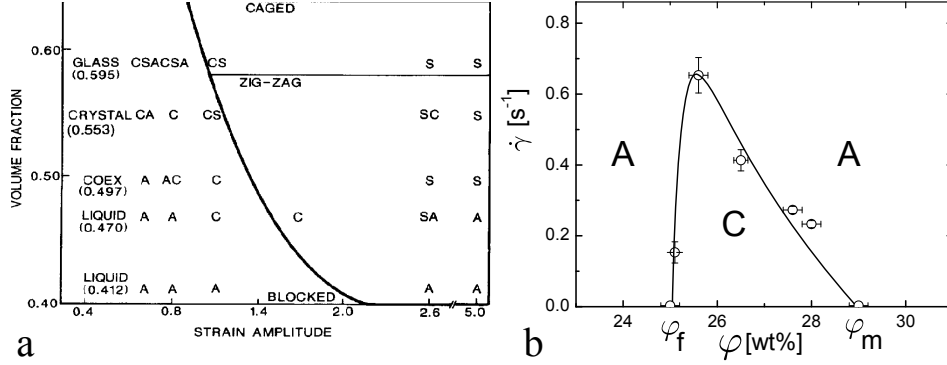 CAGED
0.60
GLASS CSACSA CS S S
(0.595)
ZIG-ZAG
CRYSTAL CA C CS SC S
(0.553)
0.50
COEX A AC C S S
(0.497)
LIQUID A A C C SA A
(0.470)
LIQUID A A A A A
(0.412)
BLOCKED
0.40
0.4 0.8 1.4 2.0 2.6 5.0
STRAIN AMPLITUDE
VOLUME FRACTION
a
γ̇ [s⁻¹]
0.8
0.6
0.4
0.2
0.0
A A
C
24 26 28 30
φf φ[wt%] φm
b